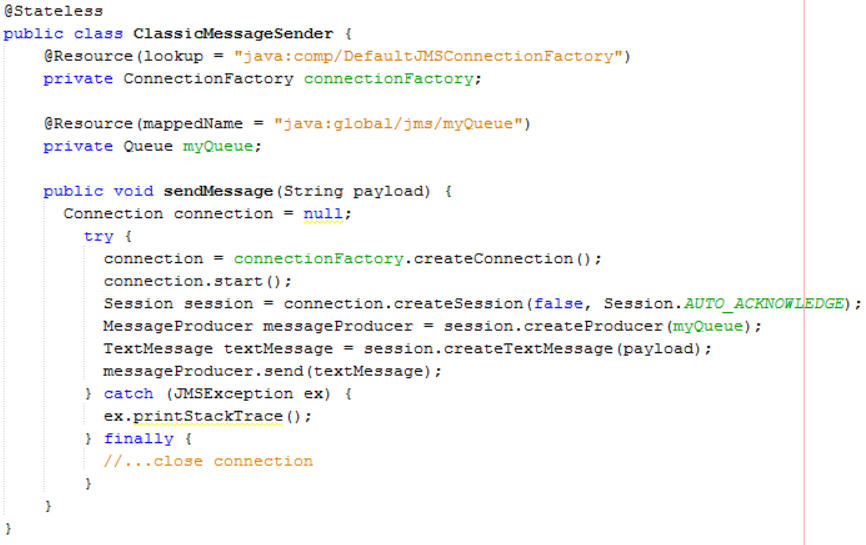 @Stateless
public class ClassicMessageSender {
    @Resource(lookup = "java:comp/DefaultJMSConnectionFactory")
    private ConnectionFactory connectionFactory;

    @Resource(mappedName = "java:global/jms/myQueue")
    private Queue myQueue;

    public void sendMessage(String payload) {
      Connection connection = null;
        try {
          connection = connectionFactory.createConnection();
          connection.start();
          Session session = connection.createSession(false, Session.AUTO_ACKNOWLEDGE);
          MessageProducer messageProducer = session.createProducer(myQueue);
          TextMessage textMessage = session.createTextMessage(payload);
          messageProducer.send(textMessage);
        } catch (JMSException ex) {
          ex.printStackTrace();
        } finally {
          //...close connection
        }
    }
}